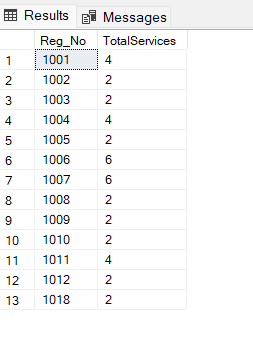 Results Messages
Reg_No TotalServices
1 1001 4
2 1002 2
3 1003 2
4 1004 4
5 1005 2
6 1006 6
7 1007 6
8 1008 2
9 1009 2
10 1010 2
11 1011 4
12 1012 2
13 1018 2